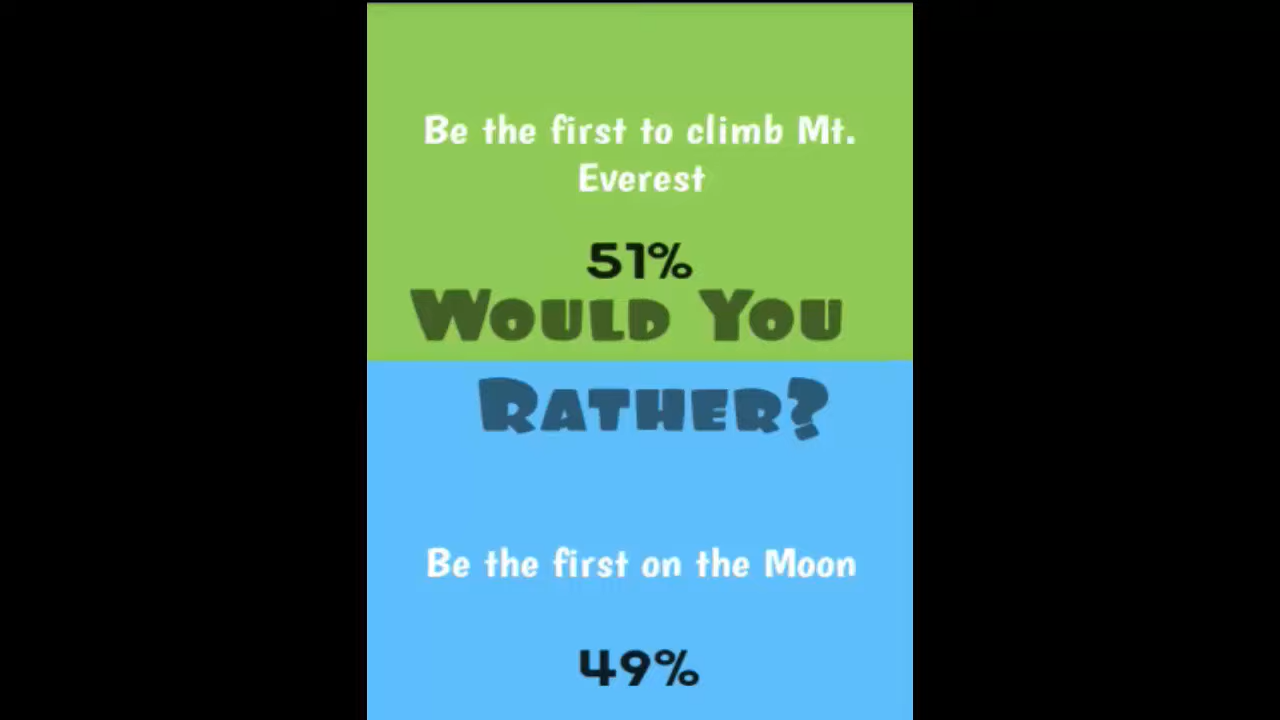 Be the first to climb Mt.
Everest
51%
Would You
Rather?
Be the first on the Moon
49%